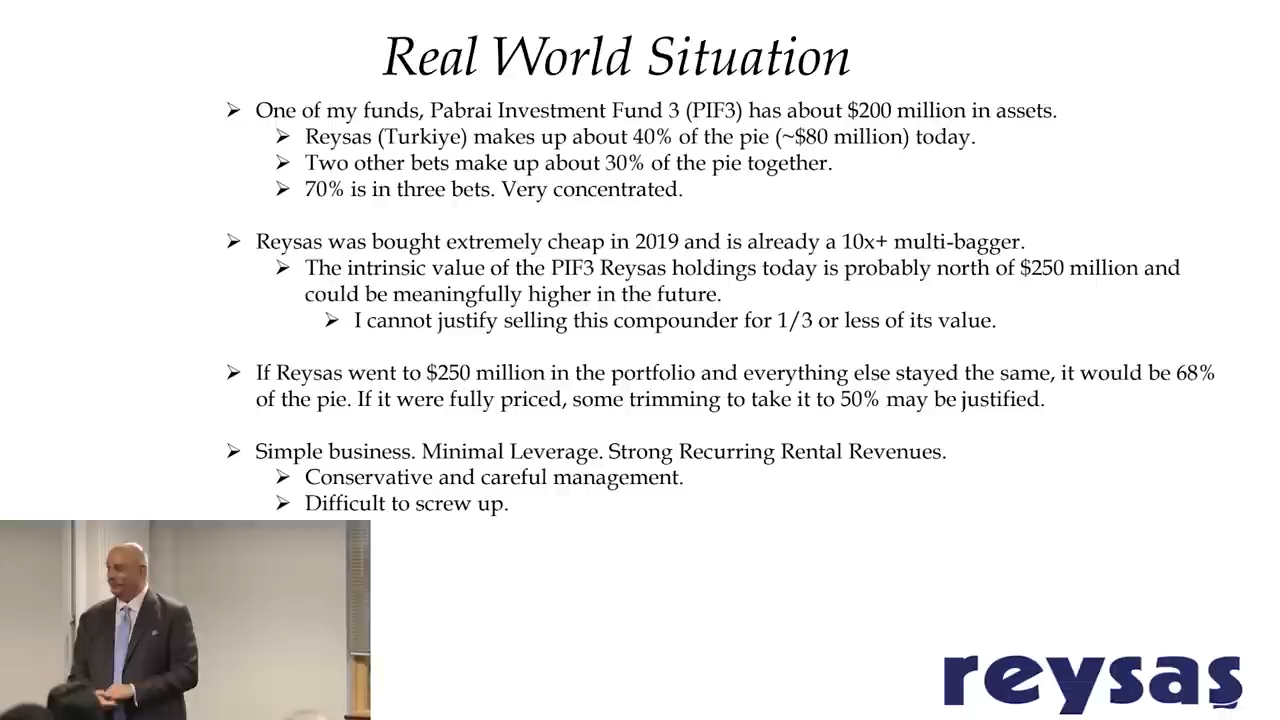 Real World Situation
One of my funds, Pabrai Investment Fund 3 (PIF3) has about $200 million in assets.
Reysas (Turkiye) makes up about 40% of the pie (~$80 million) today.
Two other bets make up about 30% of the pie together.
70% is in three bets. Very concentrated.
Reysas was bought extremely cheap in 2019 and is already a 10x+ multi-bagger.
The intrinsic value of the PIF3 Reysas holdings today is probably north of $250 million and
could be meaningfully higher in the future.
I cannot justify selling this compounder for 1/3 or less of its value.
If Reysas went to $250 million in the portfolio and everything else stayed the same, it would be 68%
of the pie. If it were fully priced, some trimming to take it to 50% may be justified.
Simple business. Minimal Leverage. Strong Recurring Rental Revenues.
Conservative and careful management.
Difficult to screw up.
reysaş